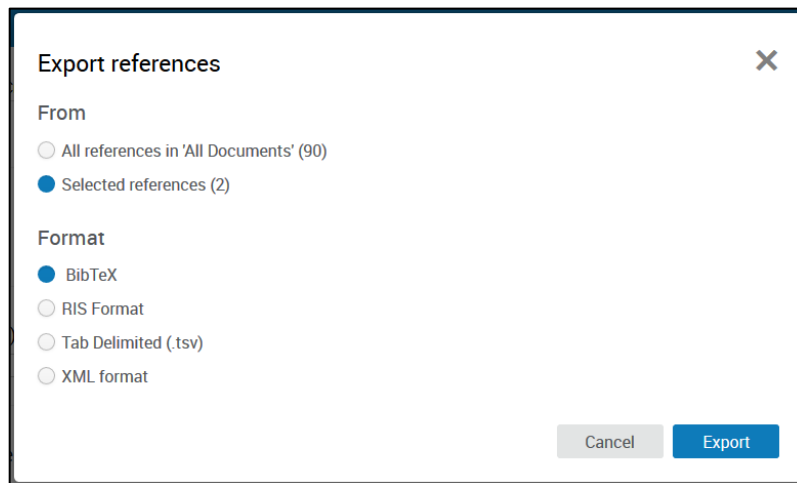 Export references
From
All references in 'All Documents' (90)
Selected references (2)
Format
BibTeX
RIS Format
Tab Delimited (.tsv)
XML format
Cancel
Export